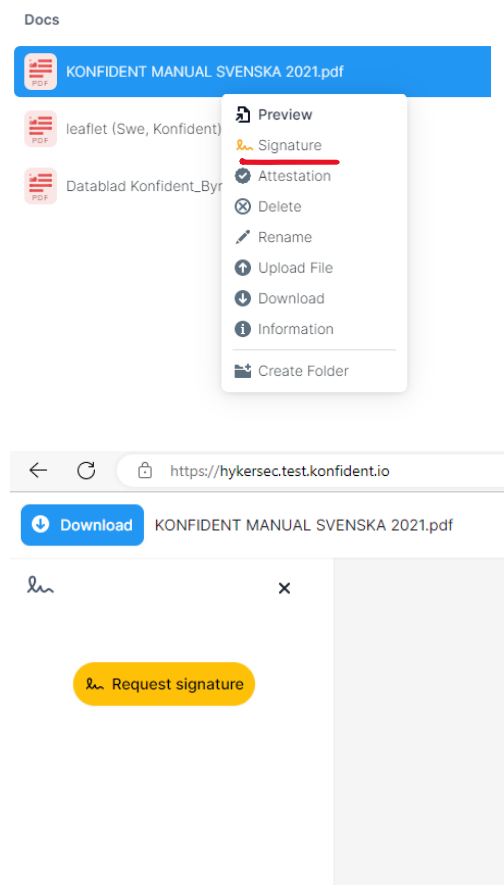 Docs
KONFIDENT MANUAL SVENSKA 2021.pdf
PDF
Preview
leaflet (Swe, Konfident)
PDF
Signature
Attestation
Datablad Konfident_Byr
PDF
Delete
Rename
Upload File
Download
Information
Create Folder
https://hykersec.test.konfident.io
Download KONFIDENT MANUAL SVENSKA 2021.pdf
Request signature